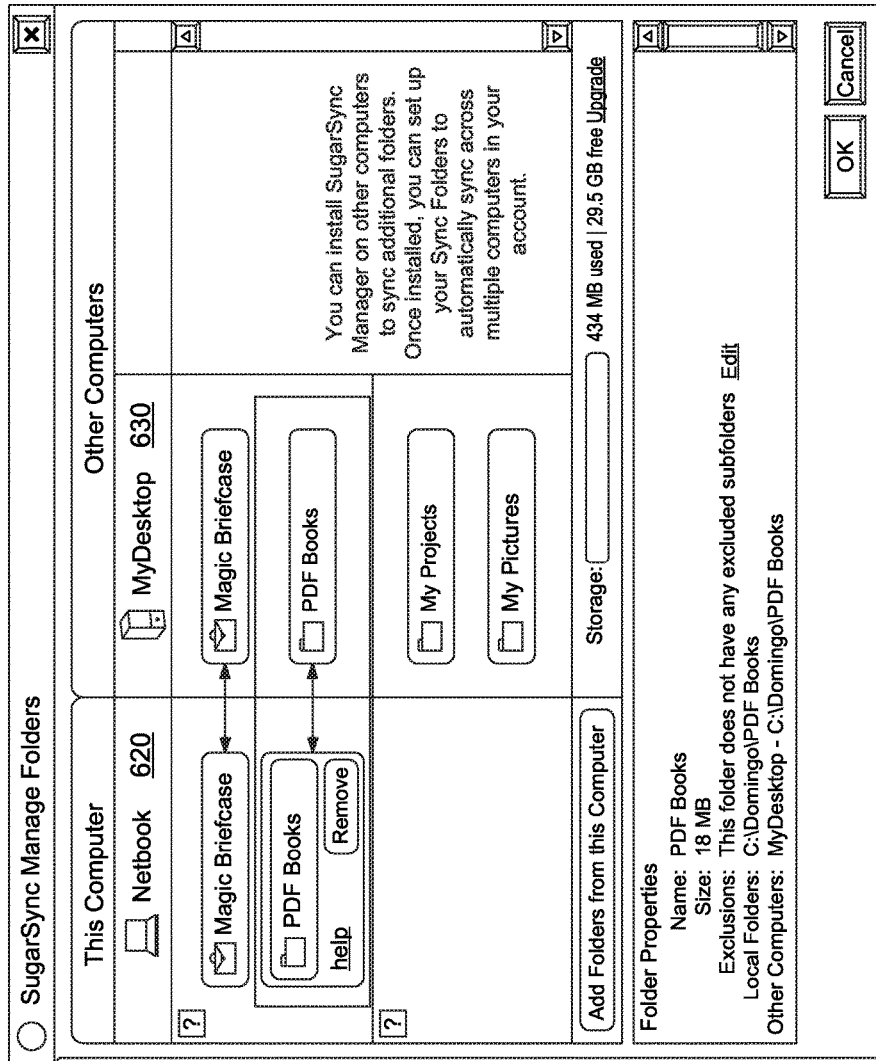 SugarSync Manage Folders
X
This Computer
Other Computers
Netbook 620
MyDesktop 630
?
Magic Briefcase
Magic Briefcase
PDF Books
help
Remove
PDF Books
You can install SugarSync
Manager on other computers
to sync additional folders.
Once installed, you can set up
your Sync Folders to
automatically sync across
multiple computers in your
account.
?
My Projects
My Pictures
Add Folders from this Computer
Storage: 434 MB used | 29.5 GB free Upgrade
Folder Properties
Name: PDF Books
Size: 18 MB
Exclusions: This folder does not have any excluded subfolders Edit
Local Folders: C:\Domingo\PDF Books
Other Computers: MyDesktop - C:\Domingo\PDF Books
OK
Cancel